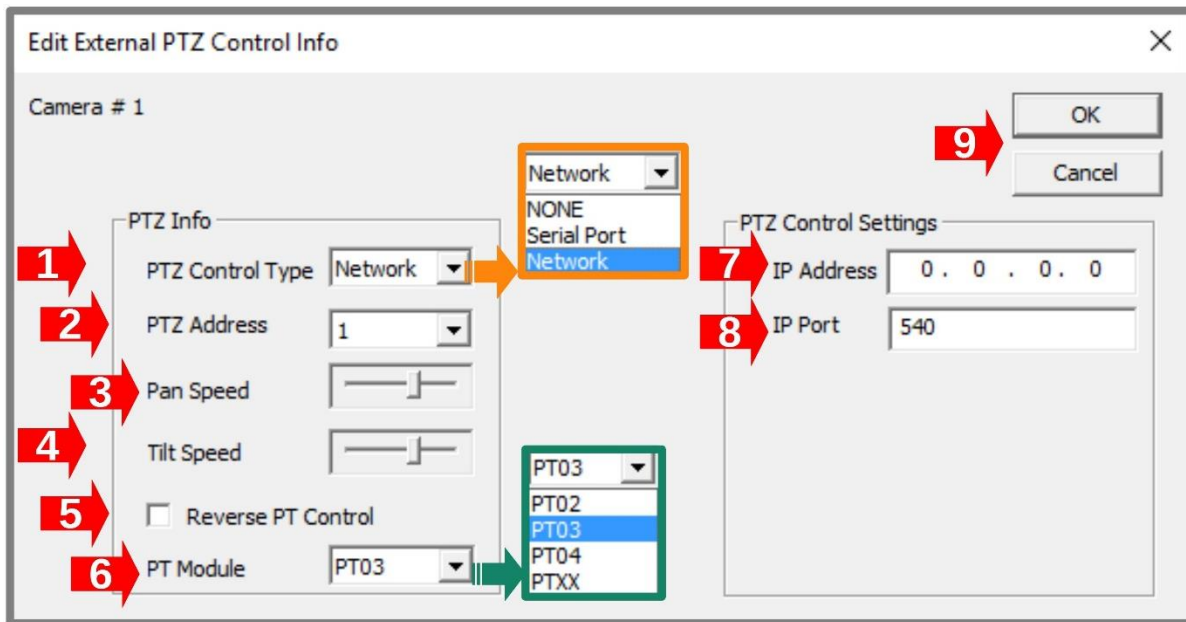 Edit External PTZ Control Info
Camera # 1
OK
9
Cancel
Network
NONE
Serial Port
Network
PTZ Info
1
PTZ Control Type Network
2
PTZ Address 1
3
Pan Speed
4
Tilt Speed
5
Reverse PT Control
6
PT Module PT03
PT03
PT02
PT03
PT04
PTXX
PTZ Control Settings
7
IP Address 0 . 0 . 0 . 0
8
IP Port 540